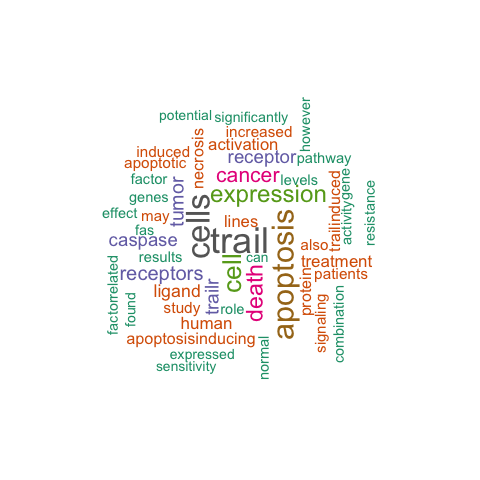 potential
significantly
however
increased
necrosis
activation
induced
receptor
pathway
apoptotic
cancer
levels
factor
tumor
expression
trailinduced
activitygene
resistance
genes
effect
may
cells
lines
fas
trail
apoptosis
also
caspase
results
cell
can
treatment
receptors
death
protein
patients
factorrelated
found
ligand
trailr
signaling
combination
study
role
human
apoptosisinducing
normal
expressed
sensitivity